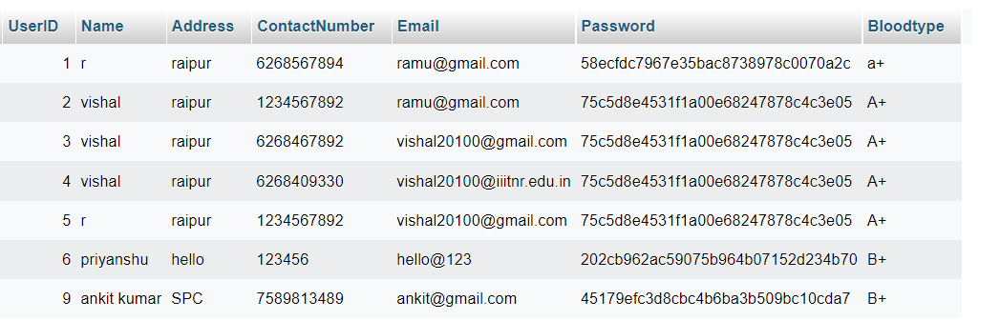 UserID Name Address ContactNumber Email Password Bloodtype
1 r raipur 6268567894 ramu@gmail.com 58ecfdc7967e35bac8738978c0070a2c a+
2 vishal raipur 1234567892 ramu@gmail.com 75c5d8e4531f1a00e68247878c4c3e05 A+
3 vishal raipur 6268467892 vishal20100@gmail.com 75c5d8e4531f1a00e68247878c4c3e05 A+
4 vishal raipur 6268409330 vishal20100@iiitnr.edu.in 75c5d8e4531f1a00e68247878c4c3e05 A+
5 r raipur 1234567892 vishal20100@gmail.com 75c5d8e4531f1a00e68247878c4c3e05 A+
6 priyanshu hello 123456 hello@123 202cb962ac59075b964b07152d234b70 B+
9 ankit kumar SPC 7589813489 ankit@gmail.com 45179efc3d8cbc4b6ba3b509bc10cda7 B+